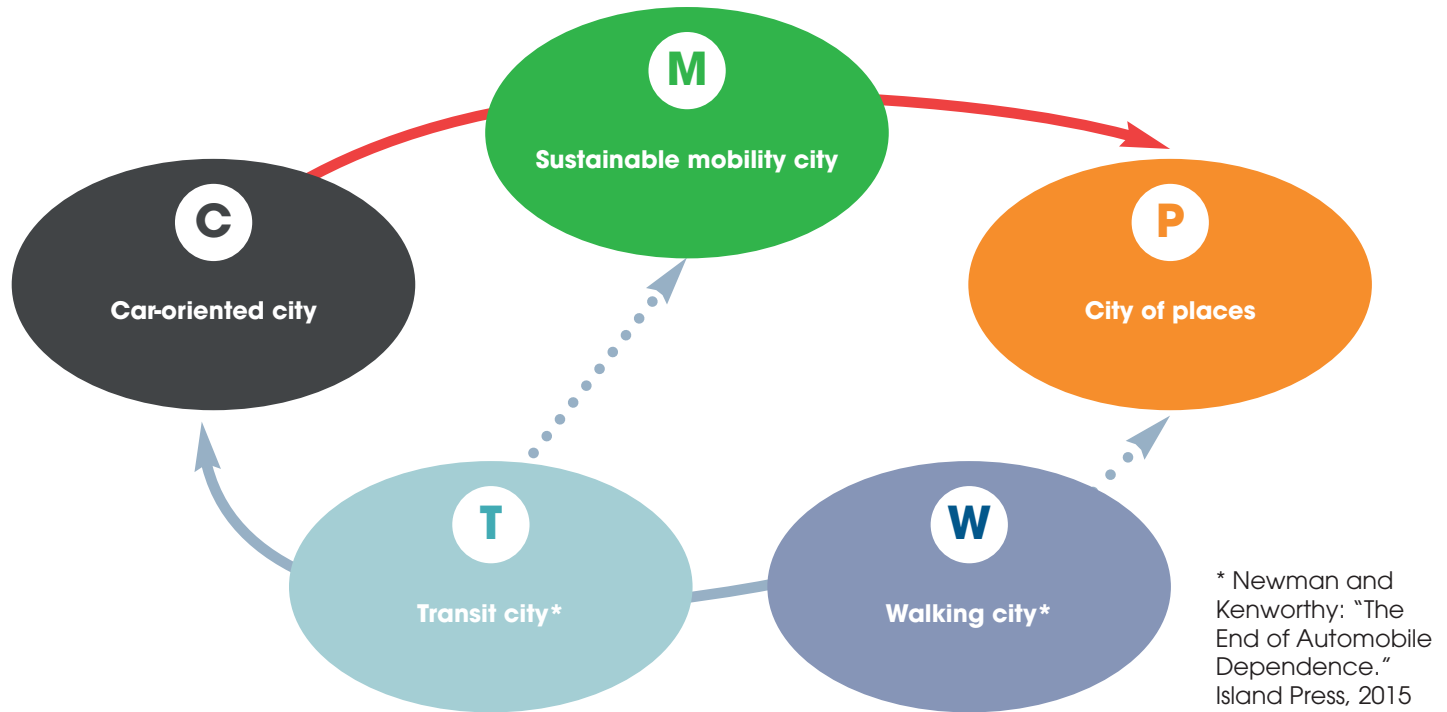 M
Sustainable mobility city
C
Car-oriented city
P
City of places
T
Transit city*
W
Walking city*
* Newman and
Kenworthy: “The
End of Automobile
Dependence.”
Island Press, 2015